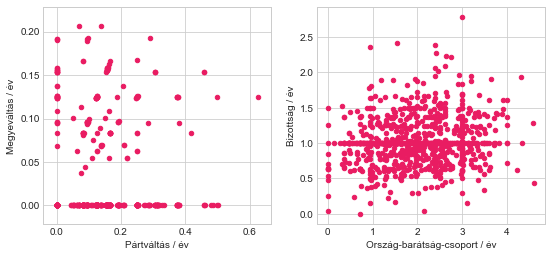 0.20
0.15
0.10
0.05
0.00
Megyeváltás / év
0.0 0.2 0.4 0.6
Pártváltás / év
2.5
2.0
1.5
1.0
0.5
0.0
Bizottság / év
0 1 2 3 4
Ország-barátság-csoport / év